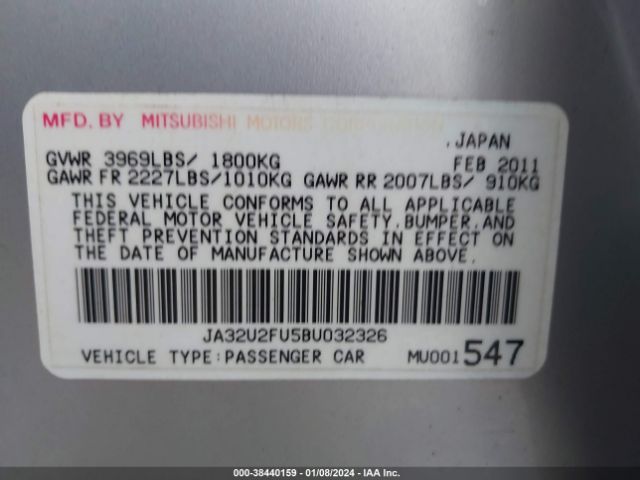 MFD. BY MITSUBISHI MOTORS CORPORATION
, JAPAN
GVWR 3969LBS/ 1800KG FEB 2011
GAWR FR 2227LBS/1010KG GAWR RR 2007LBS/ 910KG
THIS VEHICLE CONFORMS TO ALL APPLICABLE
FEDERAL MOTOR VEHICLE SAFETY,BUMPER,AND
THEFT PREVENTION STANDARDS IN EFFECT ON
THE DATE OF MANUFACTURE SHOWN ABOVE.
JA32U2FU5BU032326
VEHICLE TYPE:PASSENGER CAR MU001547
000-38440159 - 01/08/2024 - IAA Inc.